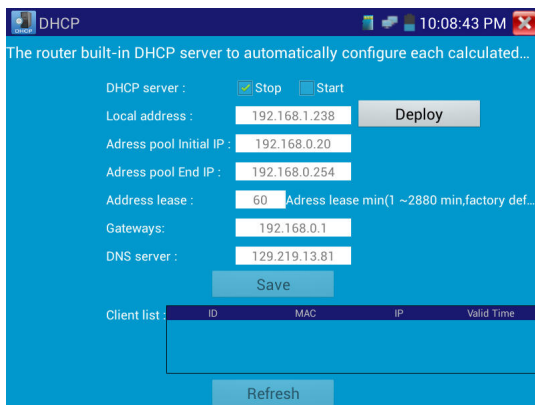 DHCP
DHCP 10:08:43 PM
The router built-in DHCP server to automatically configure each calculated...
DHCP server : Stop Start
Local address : 192.168.1.238 Deploy
Adress pool Initial IP : 192.168.0.20
Adress pool End IP : 192.168.0.254
Address lease : 60 Adress lease min(1 ~2880 min,factory def...
Gateways: 192.168.0.1
DNS server : 129.219.13.81
Save
Client list : ID MAC IP Valid Time
Refresh